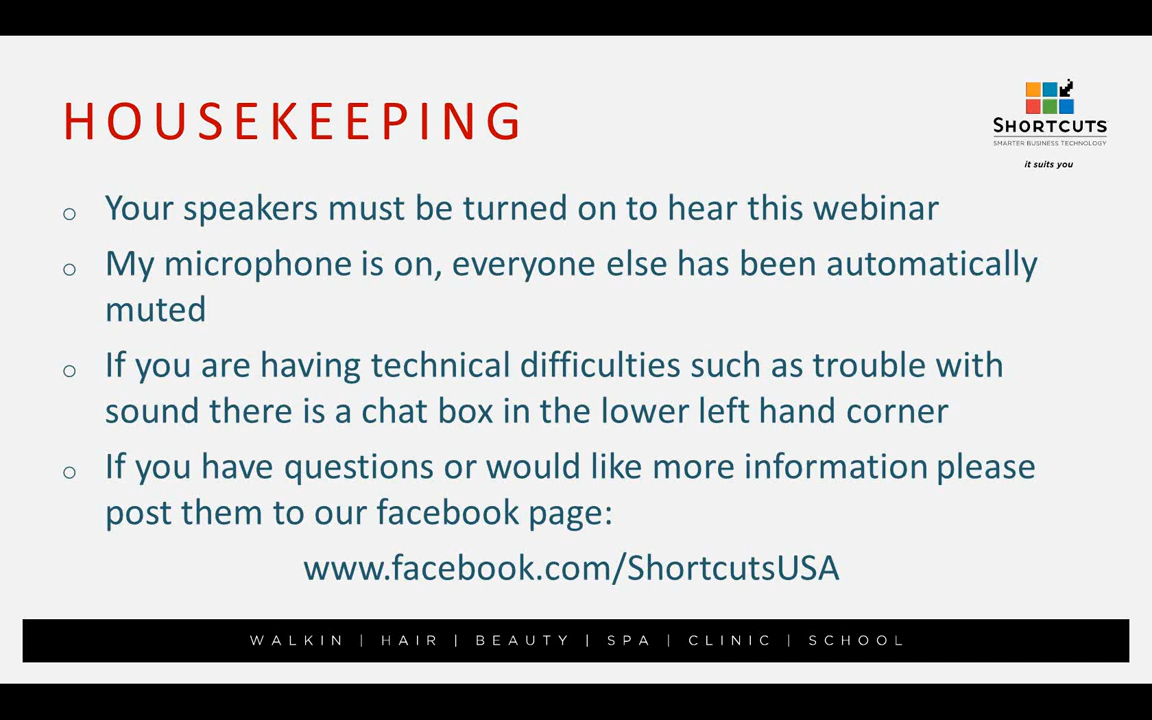 HOUSEKEEPING
SHORTCUTS
SMARTER BUSINESS TECHNOLOGY
it suits you
o Your speakers must be turned on to hear this webinar
o My microphone is on, everyone else has been automatically
muted
o If you are having technical difficulties such as trouble with
sound there is a chat box in the lower left hand corner
o If you have questions or would like more information please
post them to our facebook page:
www.facebook.com/ShortcutsUSA
WALKIN | HAIR | BEAUTY | SPA | CLINIC | SCHOOL